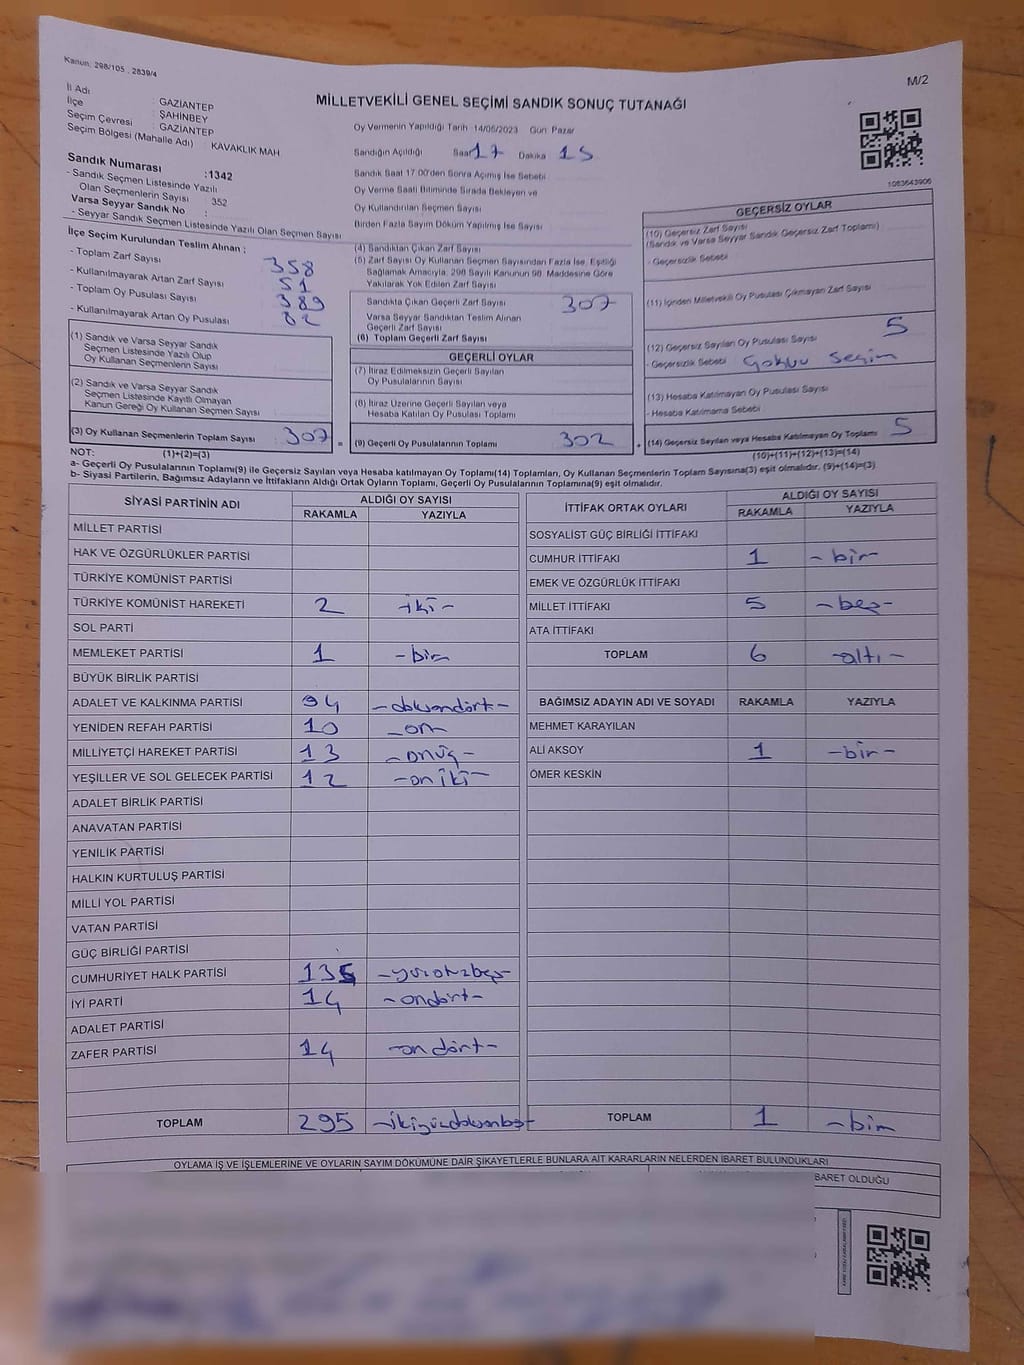 Kanun: 298/105 , 2839/4
M/2
MİLLETVEKİLİ GENEL SEÇİMİ SANDIK SONUÇ TUTANAĞI
İl Adı : GAZİANTEP
İlçe : ŞAHİNBEY
Seçim Çevresi : GAZİANTEP
Seçim Bölgesi (Mahalle Adı) : KAVAKLIK MAH
Sandık Numarası :1342
- Sandık Seçmen Listesinde Yazılı
Olan Seçmenlerin Sayısı : 352
Varsa Seyyar Sandık No :
- Seyyar Sandık Seçmen Listesinde Yazılı Olan Seçmen Sayısı :
Oy Vermenin Yapıldığı Tarih :14/05/2023 Gün: Pazar
Sandığın Açıldığı Saat 17 Dakika 15
Sandık Saat 17:00'den Sonra Açılmış İse Sebebi
Oy Verme Saati Bitiminde Sırada Bekleyen ve
Oy Kullandırılan Seçmen Sayısı
Birden Fazla Sayım Döküm Yapılmış İse Sayısı
1083643906
İlçe Seçim Kurulundan Teslim Alınan :
- Toplam Zarf Sayısı 358
- Kullanılmayarak Artan Zarf Sayısı 51
- Toplam Oy Pusulası Sayısı 389
- Kullanılmayarak Artan Oy Pusulası 82
(1) Sandık ve Varsa Seyyar Sandık
Seçmen Listesinde Yazılı Olup
Oy Kullanan Seçmenlerin Sayısı
(2) Sandık ve Varsa Seyyar Sandık
Seçmen Listesinde Kayıtlı Olmayan
Kanun Gereği Oy Kullanan Seçmen Sayısı
(3) Oy Kullanan Seçmenlerin Toplam Sayısı 307
(1)+(2)=(3)
(4) Sandıktan Çıkan Zarf Sayısı
(5) Zarf Sayısı Oy Kullanan Seçmen Sayısından Fazla İse, Eşitliği
Sağlamak Amacıyla, 298 Sayılı Kanunun 98. Maddesine Göre
Yakılarak Yok Edilen Zarf Sayısı
Sandıkta Çıkan Geçerli Zarf Sayısı 307
Varsa Seyyar Sandıktan Teslim Alınan
Geçerli Zarf Sayısı
(6) Toplam Geçerli Zarf Sayısı
GEÇERLİ OYLAR
(7) İtiraz Edilmeksizin Geçerli Sayılan
Oy Pusulalarının Sayısı
(8) İtiraz Üzerine Geçerli Sayılan veya
Hesaba Katılan Oy Pusulası Toplamı
= (9) Geçerli Oy Pusulalarının Toplamı 302 +
GEÇERSİZ OYLAR
(10) Geçersiz Zarf Sayısı
(Sandık ve Varsa Seyyar Sandık Geçersiz Zarf Toplamı)
- Geçersizlik Sebebi
(11) İçinden Milletvekili Oy Pusulası Çıkmayan Zarf Sayısı
(12) Geçersiz Sayılan Oy Pusulası Sayısı 5
- Geçersizlik Sebebi Çoklu Seçim
(13) Hesaba Katılmayan Oy Pusulası Sayısı
- Hesaba Katılmama Sebebi
(14) Geçersiz Sayılan veya Hesaba Katılmayan Oy Toplamı 5
(10)+(11)+(12)+(13)=(14)
NOT:
a- Geçerli Oy Pusulalarının Toplamı(9) ile Geçersiz Sayılan veya Hesaba katılmayan Oy Toplamı(14) Toplamları, Oy Kullanan Seçmenlerin Toplam Sayısına(3) eşit olmalıdır. (9)+(14)=(3)
b- Siyasi Partilerin, Bağımsız Adayların ve İttifakların Aldığı Ortak Oyların Toplamı, Geçerli Oy Pusulalarının Toplamına(9) eşit olmalıdır.
SİYASİ PARTİNİN ADI ALDIĞI OY SAYISI
RAKAMLA YAZIYLA
MİLLET PARTİSİ
HAK VE ÖZGÜRLÜKLER PARTİSİ
TÜRKİYE KOMÜNİST PARTİSİ
TÜRKİYE KOMÜNİST HAREKETİ 2 -iki-
SOL PARTİ
MEMLEKET PARTİSİ 1 -bir
BÜYÜK BİRLİK PARTİSİ
ADALET VE KALKINMA PARTİSİ 94 -doksandört-
YENİDEN REFAH PARTİSİ 10 -on
MİLLİYETÇİ HAREKET PARTİSİ 13 -onüç-
YEŞİLLER VE SOL GELECEK PARTİSİ 12 -on iki-
ADALET BİRLİK PARTİSİ
ANAVATAN PARTİSİ
YENİLİK PARTİSİ
HALKIN KURTULUŞ PARTİSİ
MİLLİ YOL PARTİSİ
VATAN PARTİSİ
GÜÇ BİRLİĞİ PARTİSİ
CUMHURİYET HALK PARTİSİ 135 -yüzotuzbeş-
İYİ PARTİ 14 -ondört-
ADALET PARTİSİ
ZAFER PARTİSİ 14 -on dört-
TOPLAM 295 -ikiyüzdoksanbeş-
İTTİFAK ORTAK OYLARI ALDIĞI OY SAYISI
RAKAMLA YAZIYLA
SOSYALİST GÜÇ BİRLİĞİ İTTİFAKI
CUMHUR İTTİFAKI 1 -bir-
EMEK VE ÖZGÜRLÜK İTTİFAKI
MİLLET İTTİFAKI 5 -beş-
ATA İTTİFAKI
TOPLAM 6 -altı-
BAĞIMSIZ ADAYIN ADI VE SOYADI RAKAMLA YAZIYLA
MEHMET KARAYILAN
ALİ AKSOY 1 -bir-
ÖMER KESKİN
TOPLAM 1 -bir
OYLAMA İŞ VE İŞLEMLERİNE VE OYLARIN SAYIM DÖKÜMÜNE DAİR ŞİKAYETLERLE BUNLARA AİT KARARLARIN NELERDEN İBARET BULUNDUKLARI
BARET OLDUĞU